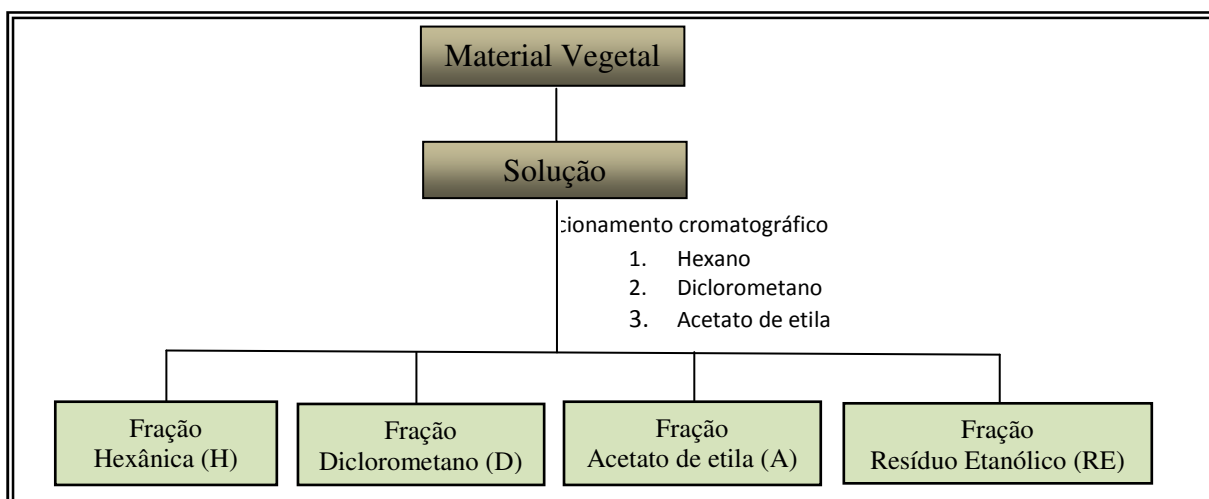 Material Vegetal
Solução
cionamento cromatográfico
1. Hexano
2. Diclorometano
3. Acetato de etila
Fração
Hexânica (H)
Fração
Diclorometano (D)
Fração
Acetato de etila (A)
Fração
Resíduo Etanólico (RE)